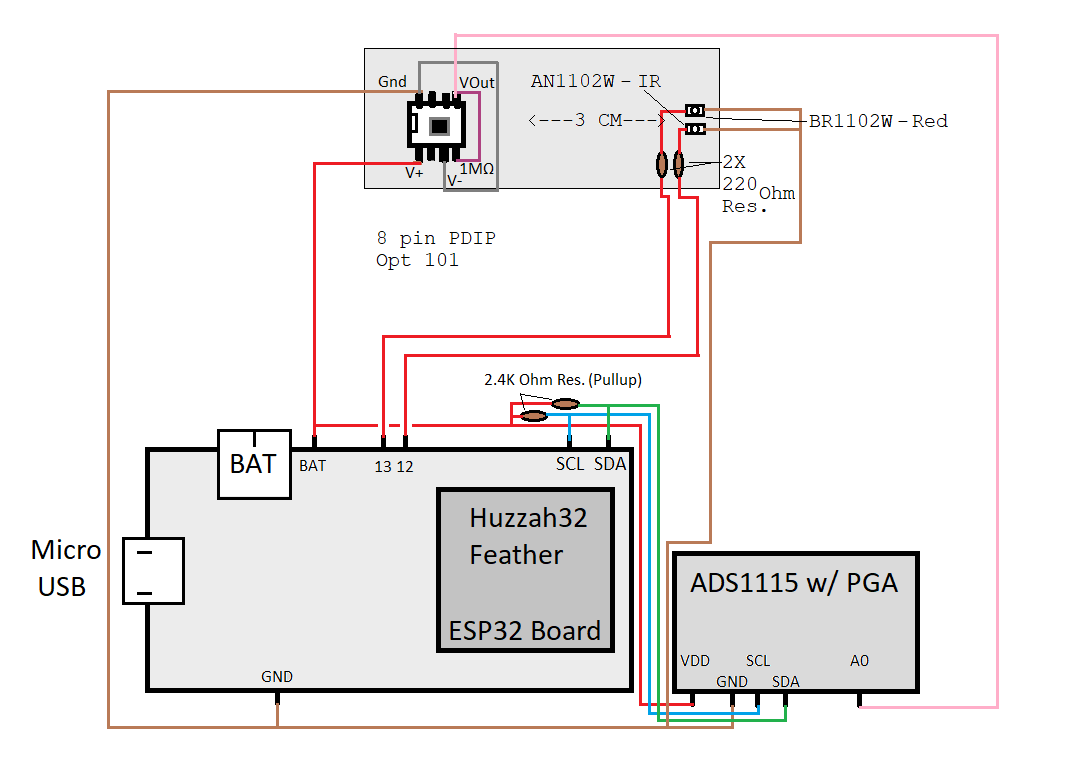 Gnd
VOut
AN1102W - IR
<---3 CM--->
BR1102W - Red
1MΩ
V+
V-
2X
220 Ohm
Res.
8 pin PDIP
Opt 101
2.4K Ohm Res. (Pullup)
BAT
BAT
13 12
SCL SDA
Huzzah32
Feather
ESP32 Board
Micro
USB
GND
ADS1115 w/ PGA
VDD
SCL
A0
GND
SDA